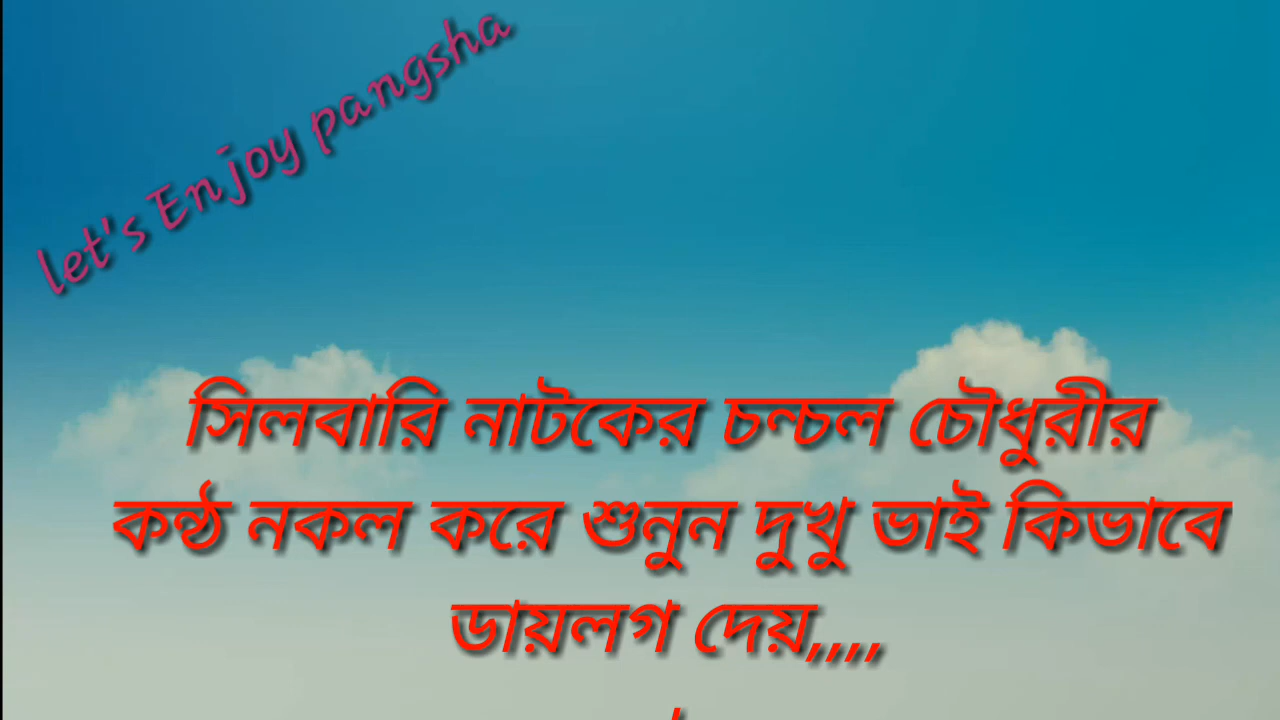 let's Enjoy pangsha
সিলবারি নাটকের চন্চল চৌধুরীর
কন্ঠ নকল করে শুনুন দুখু ভাই কিভাবে
ডায়লগ দেয়,,,,